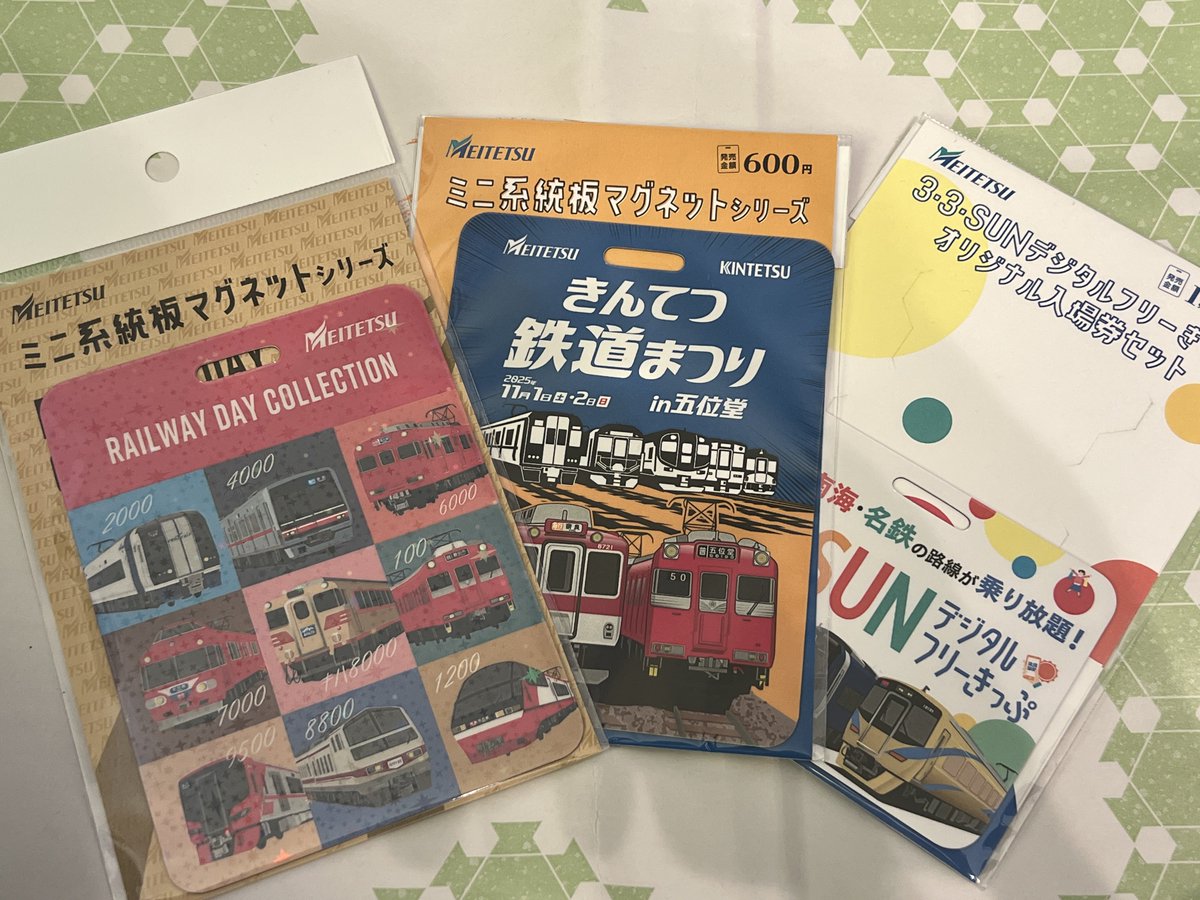 MEITETSU
ミニ系統板マグネットシリーズ
MEITETSU
RAILWAY DAY COLLECTION
2000
4000
6000
7000
キハ8000
100
9500
8800
1200
MEITETSU
発売金額 600円
ミニ系統板マグネットシリーズ
MEITETSU
KINTETSU
きんてつ
鉄道まつり
2025年
11月1日土・2日日 in五位堂
8721
50
五位堂
MEITETSU
3・3・SUNデジタルフリーき
オリジナル入場券セット
発売金額
南海・名鉄の路線が乗り放題！
SUN
デジタル
フリーきっぷ